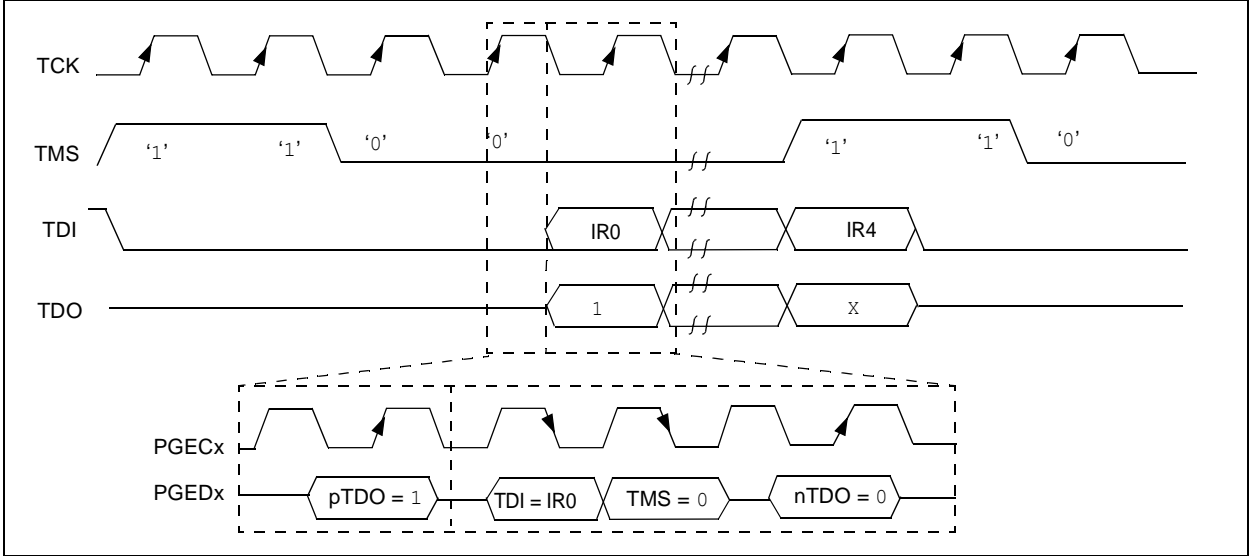 TCK
TMS ‘1’ ‘1’ ‘0’ ‘0’ ‘1’ ‘1’ ‘0’
TDI IR0 IR4
TDO 1 X
PGECx
PGEDx pTDO = 1 TDI = IR0 TMS = 0 nTDO = 0